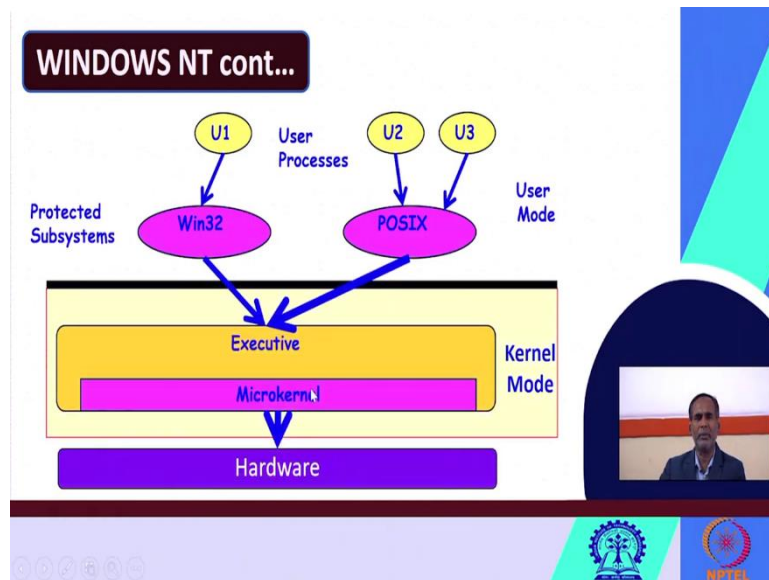 WINDOWS NT cont...
U1
User
Processes
U2
U3
Protected
Subsystems
Win32
POSIX
User
Mode
Executive
Kernel
Mode
Microkernel
Hardware
NPTEL